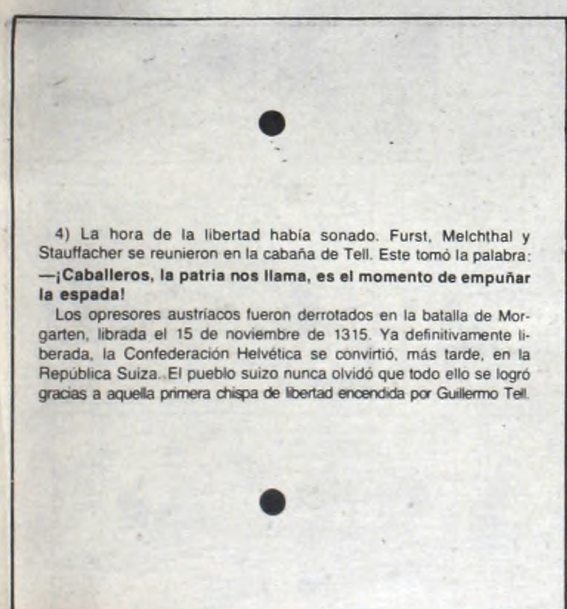 4) La hora de la libertad había sonado. Furst, Melchthal y
Stauffacher se reunieron en la cabaña de Tell. Este tomó la palabra:
—¡Caballeros, la patria nos llama, es el momento de empuñar
la espada!
Los opresores austríacos fueron derrotados en la batalla de Mor-
garten, librada el 15 de noviembre de 1315. Ya definitivamente li-
berada, la Confederación Helvética se convirtió, más tarde, en la
República Suiza. El pueblo suizo nunca olvidó que todo ello se logró
gracias a aquella primera chispa de libertad encendida por Guillermo Tell.